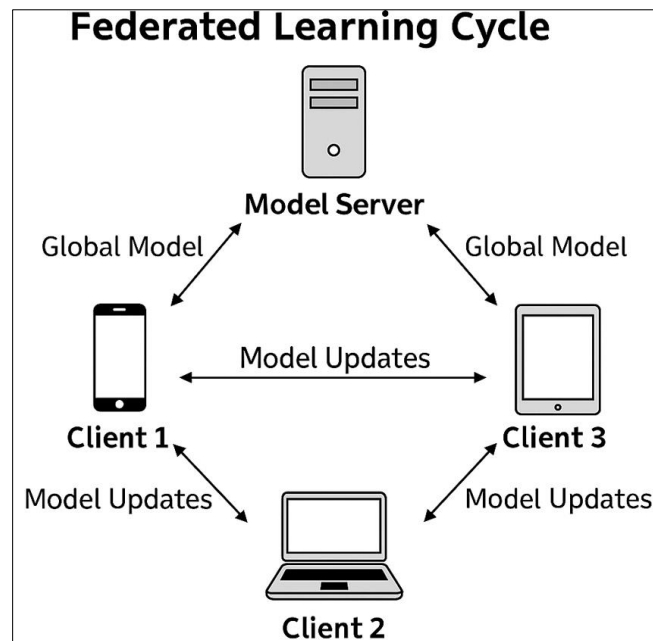 Federated Learning Cycle
Model Server
Global Model
Global Model
Model Updates
Client 1
Client 3
Model Updates
Model Updates
Client 2